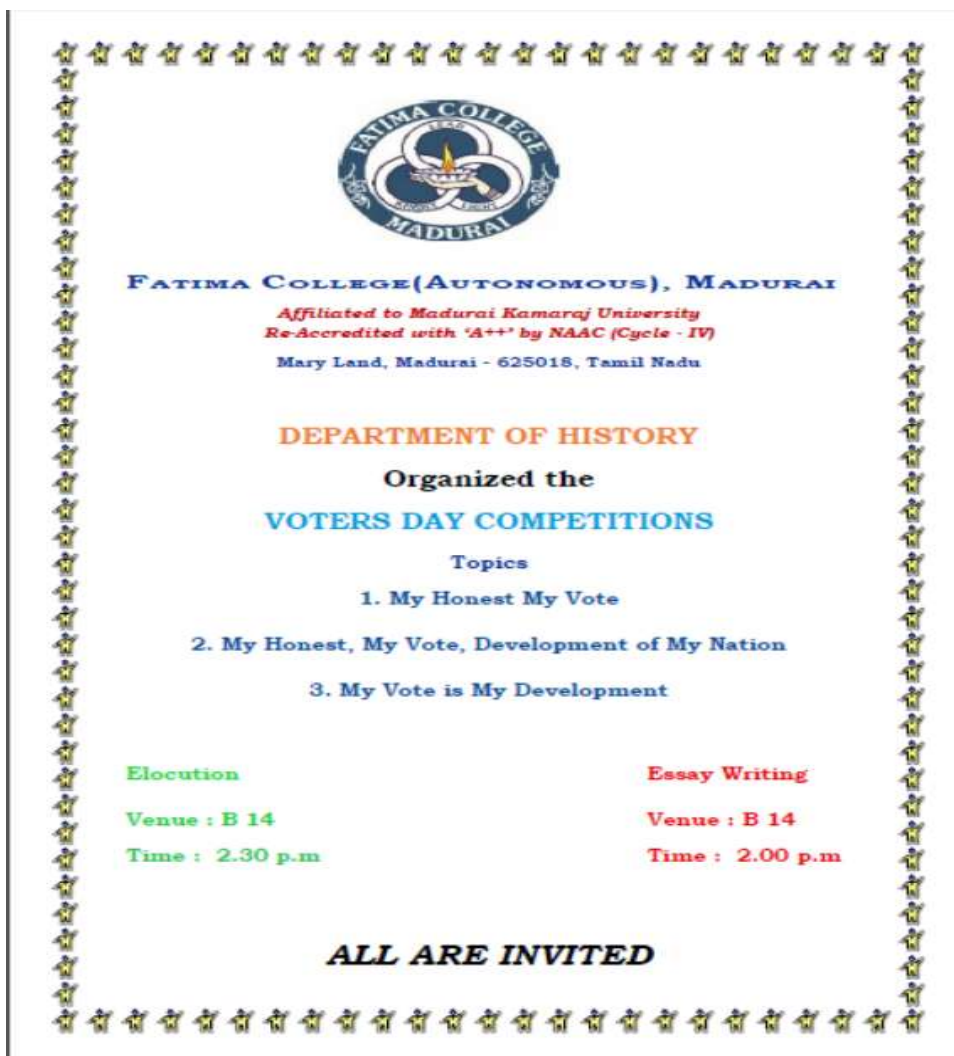 FATIMA COLLEGE
LEAD
KINDLY LIGHT
MADURAI
FATIMA COLLEGE(AUTONOMOUS), MADURAI
Affiliated to Madurai Kamaraj University
Re-Accredited with ‘A++’ by NAAC (Cycle - IV)
Mary Land, Madurai - 625018, Tamil Nadu
DEPARTMENT OF HISTORY
Organized the
VOTERS DAY COMPETITIONS
Topics
1. My Honest My Vote
2. My Honest, My Vote, Development of My Nation
3. My Vote is My Development
Elocution
Venue : B 14
Time : 2.30 p.m
Essay Writing
Venue : B 14
Time : 2.00 p.m
ALL ARE INVITED